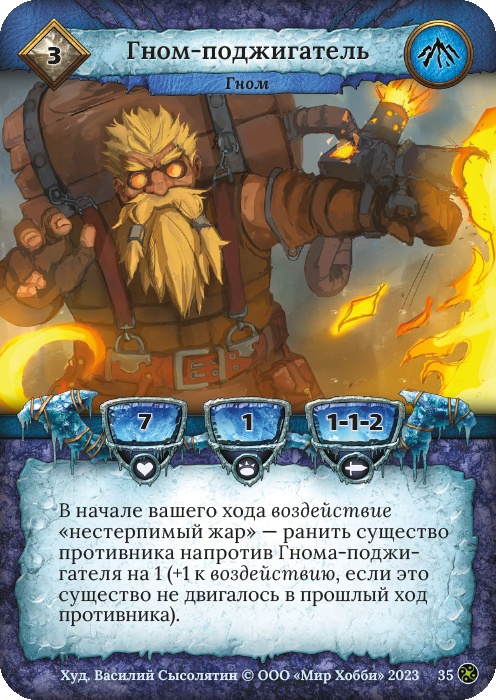 3
Гном-поджигатель
Гном
7
1
1-1-2
В начале вашего хода воздействие
«нестерпимый жар» — ранить существо
противника напротив Гнома-поджи-
гателя на 1 (+1 к воздействию, если это
существо не двигалось в прошлый ход
противника).
Худ. Василий Сысолятин © ООО «Мир Хобби» 2023 35